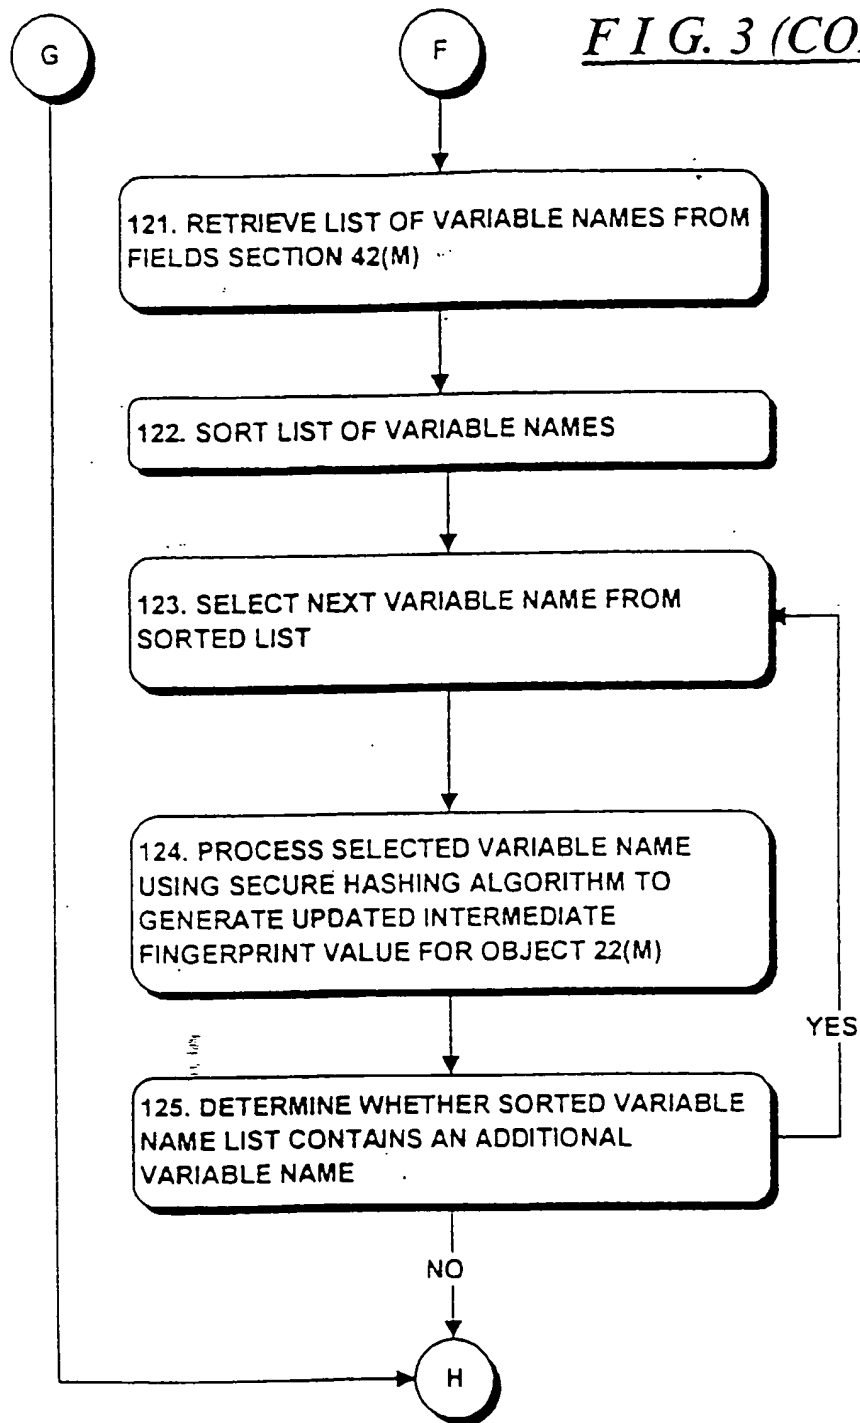 G
F
F I G. 3 (CO
121. RETRIEVE LIST OF VARIABLE NAMES FROM
FIELDS SECTION 42(M)
122. SORT LIST OF VARIABLE NAMES
123. SELECT NEXT VARIABLE NAME FROM
SORTED LIST
124. PROCESS SELECTED VARIABLE NAME
USING SECURE HASHING ALGORITHM TO
GENERATE UPDATED INTERMEDIATE
FINGERPRINT VALUE FOR OBJECT 22(M)
YES
125. DETERMINE WHETHER SORTED VARIABLE
NAME LIST CONTAINS AN ADDITIONAL
VARIABLE NAME
NO
H